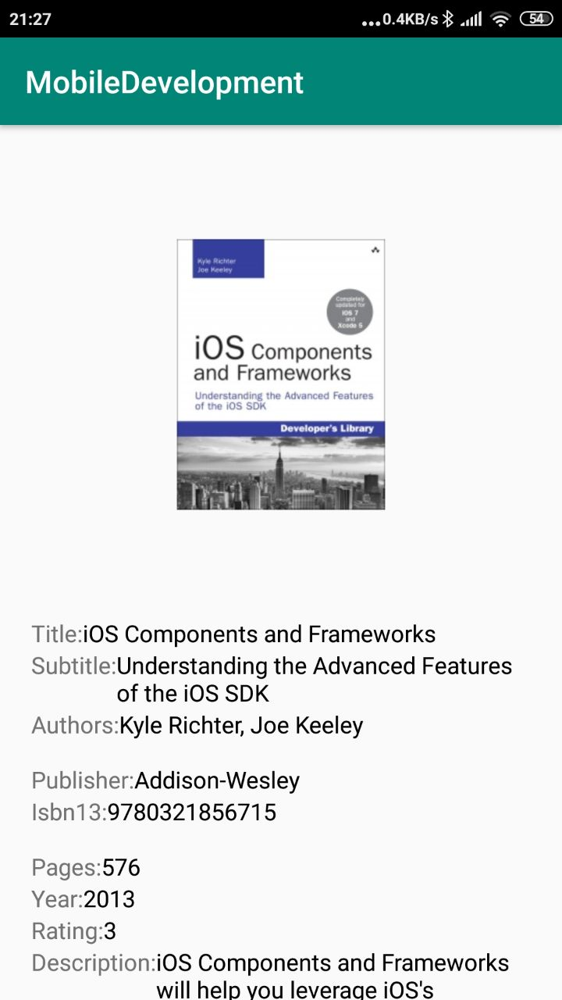 21:27
...0.4KB/s
54
MobileDevelopment
Kyle Richter
Joe Keeley
Completely
updated for
iOS 7
and
Xcode 5
iOS Components
and Frameworks
Understanding the Advanced Features
of the iOS SDK
Developer's Library
Title:iOS Components and Frameworks
Subtitle:Understanding the Advanced Features
of the iOS SDK
Authors:Kyle Richter, Joe Keeley
Publisher:Addison-Wesley
Isbn13:9780321856715
Pages:576
Year:2013
Rating:3
Description:iOS Components and Frameworks
will help you leverage iOS's